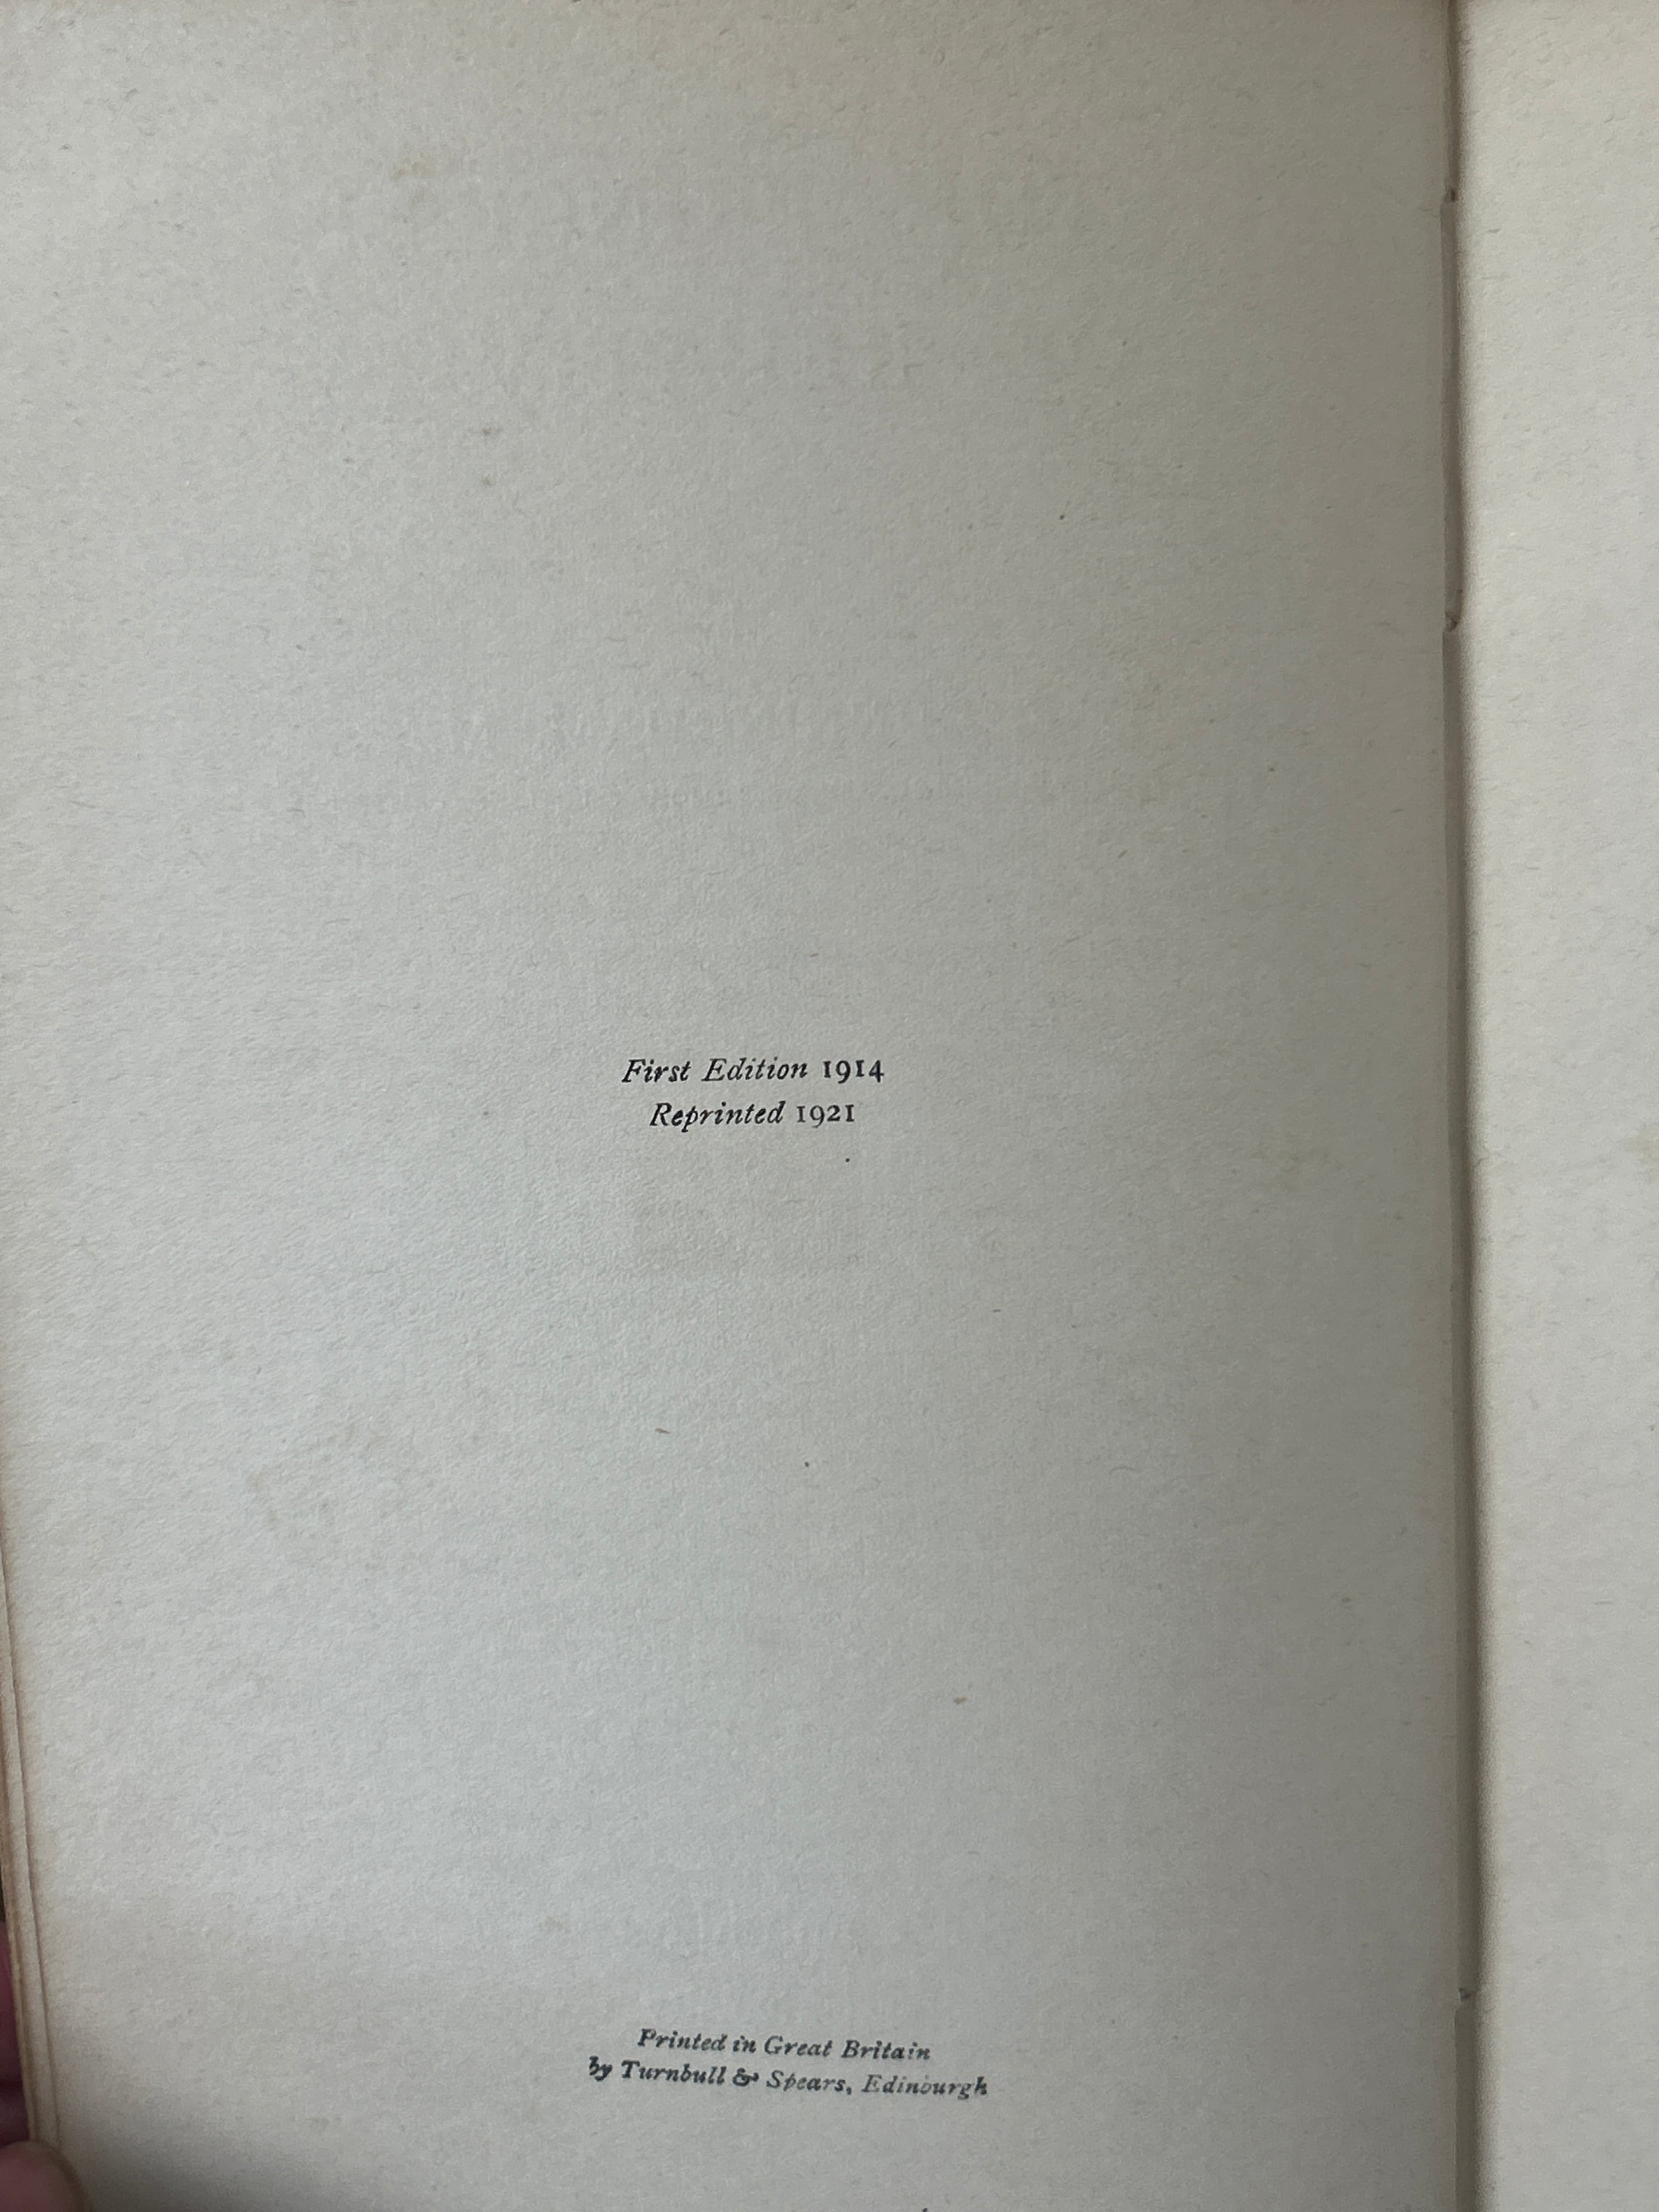 First Edition 1914
Reprinted 1921
Printed in Great Britain
by Turnbull & Spears, Edinburgh